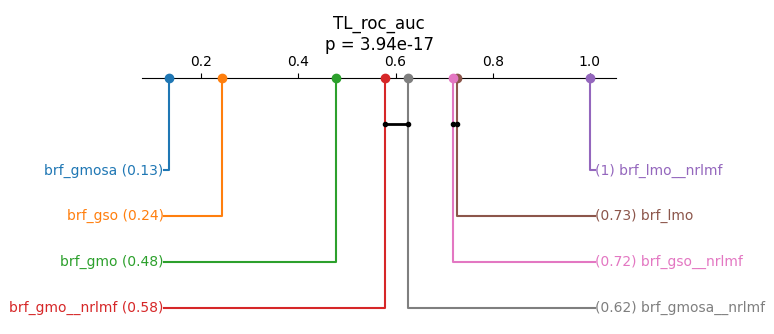 TL_roc_auc
p = 3.94e-17
0.2 0.4 0.6 0.8 1.0
brf_gmosa (0.13) (1) brf_lmo__nrlmf
brf_gso (0.24) (0.73) brf_lmo
brf_gmo (0.48) (0.72) brf_gso__nrlmf
brf_gmo__nrlmf (0.58) (0.62) brf_gmosa__nrlmf